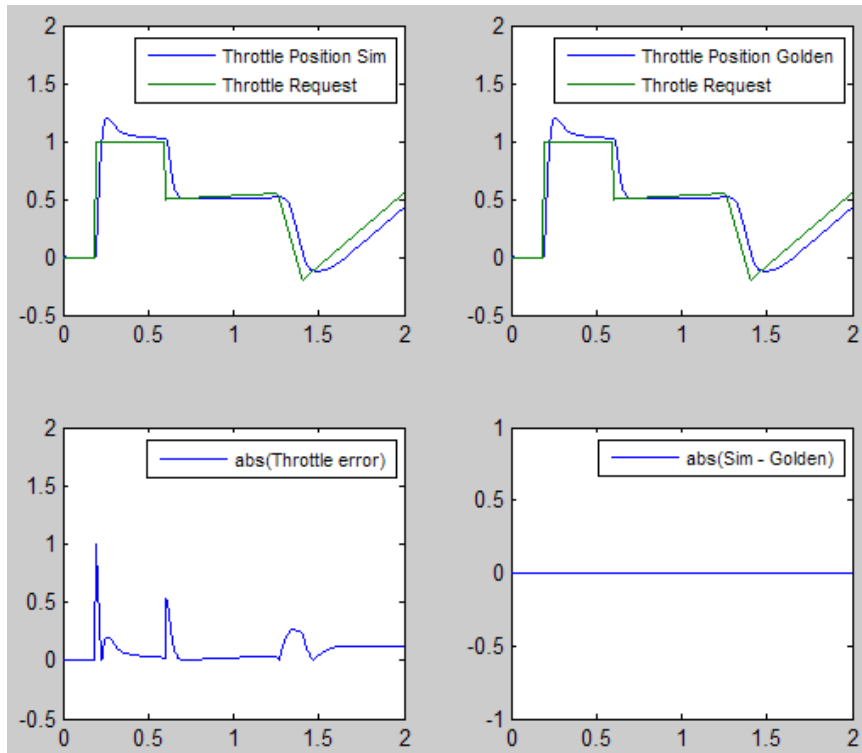 2
1.5
1
0.5
0
-0.5
0 0.5 1 1.5 2
Throttle Position Sim
Throttle Request
2
1.5
1
0.5
0
-0.5
0 0.5 1 1.5 2
Throttle Position Golden
Throtle Request
2
1.5
1
0.5
0
-0.5
0 0.5 1 1.5 2
abs(Throttle error)
1
0.5
0
-0.5
-1
0 0.5 1 1.5 2
abs(Sim - Golden)